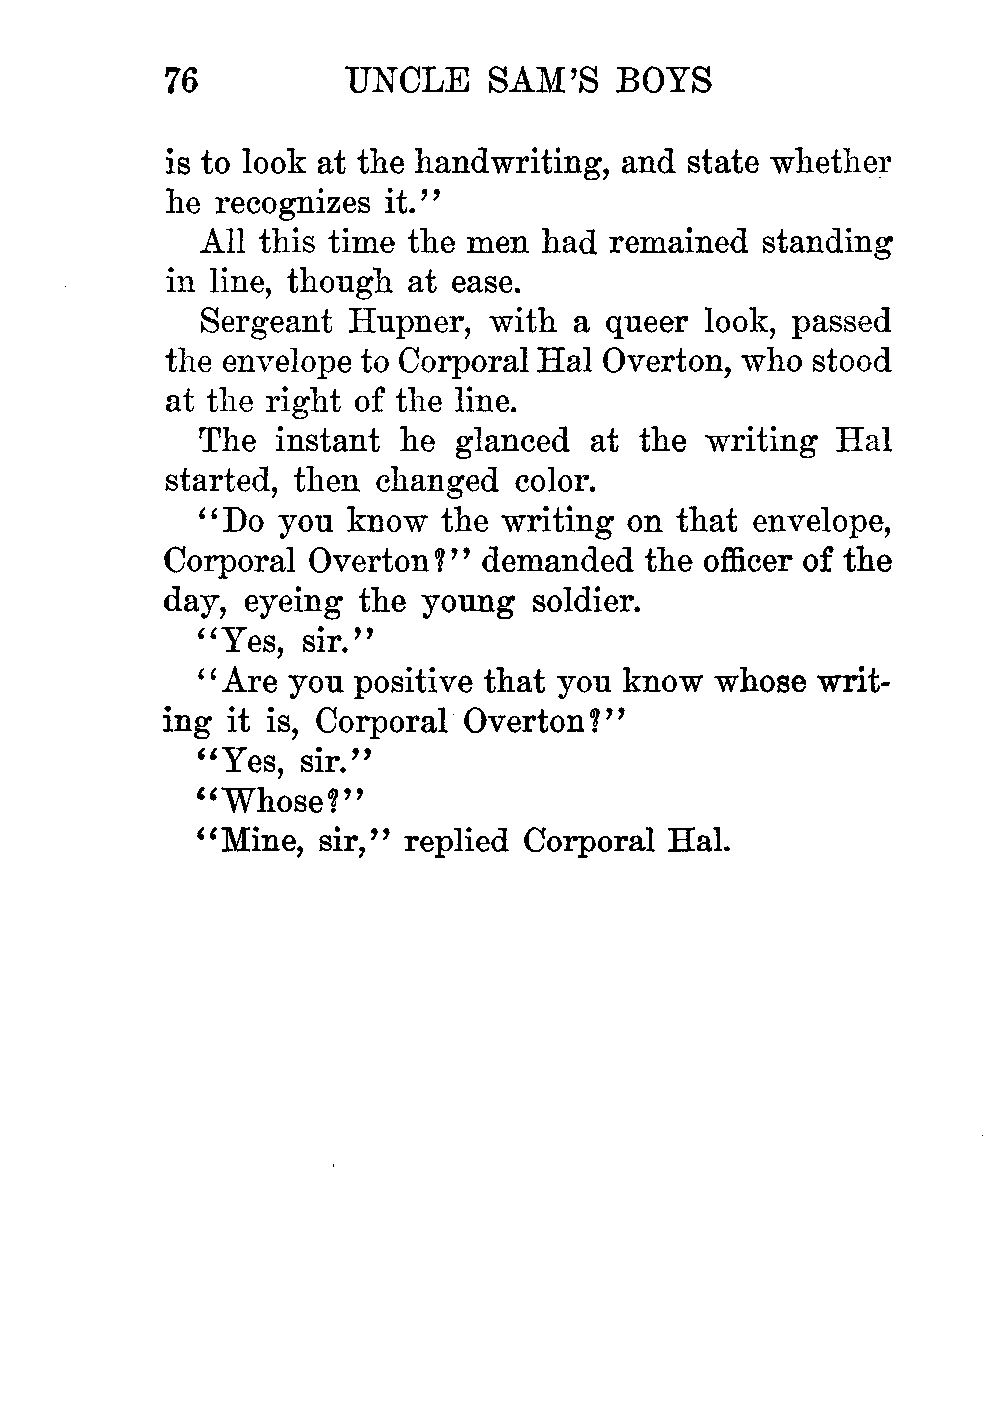 76 UNCLE SAM'S BOYS
is to look at the handwriting, and state whether
he recognizes it."
All this time the men had remained standing
in line, though at ease.
Sergeant Hupner, with a queer look, passed
the envelope to Corporal Hal Overton, who stood
at the right of the line.
The instant he glanced at the writing Hal
started, then changed color.
"Do you know the writing on that envelope,
Corporal Overton?" demanded the officer of the
day, eyeing the young soldier.
"Yes, sir."
"Are you positive that you know whose writ-
ing it is, Corporal Overton?"
"Yes, sir."
"Whose?"
"Mine, sir," replied Corporal Hal.